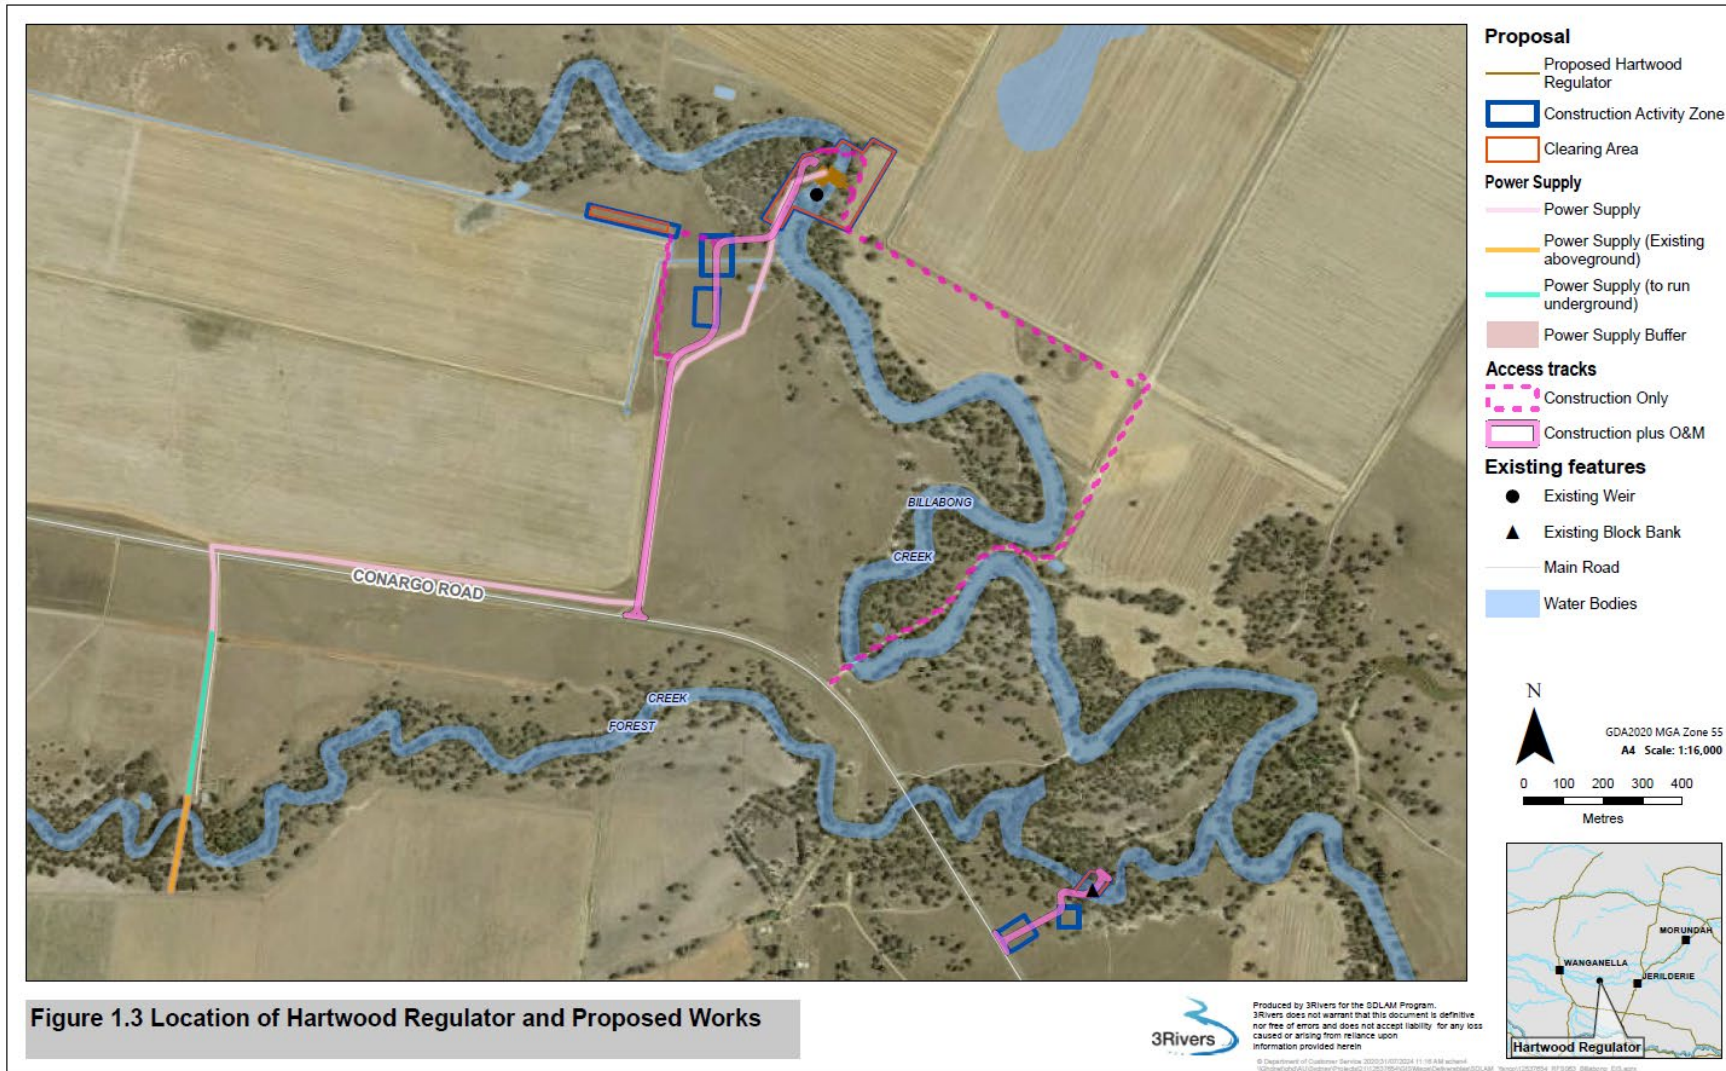 BILLABONG
CREEK
CONARGO ROAD
CREEK
FOREST
Proposal
Proposed Hartwood
Regulator
Construction Activity Zone
Clearing Area
Power Supply
Power Supply
Power Supply (Existing
aboveground)
Power Supply (to run
underground)
Power Supply Buffer
Access tracks
Construction Only
Construction plus O&M
Existing features
Existing Weir
Existing Block Bank
Main Road
Water Bodies
N
GDA2020 MGA Zone 55
A4 Scale: 1:16,000
0 100 200 300 400
Metres
MORUNDAH
WANGANELLA
JERILDERIE
Hartwood Regulator
Figure 1.3 Location of Hartwood Regulator and Proposed Works
3Rivers
Produced by 3Rivers for the SDLAM Program.
3Rivers does not warrant that this document is definitive
nor free of errors and does not accept liability for any loss
caused or arising from reliance upon
information provided herein
© Department of Customer Service 2020